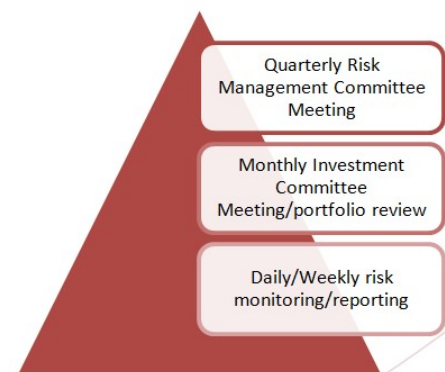 Quarterly Risk
Management Committee
Meeting
Monthly Investment
Committee
Meeting/portfolio review
Daily/Weekly risk
monitoring/reporting